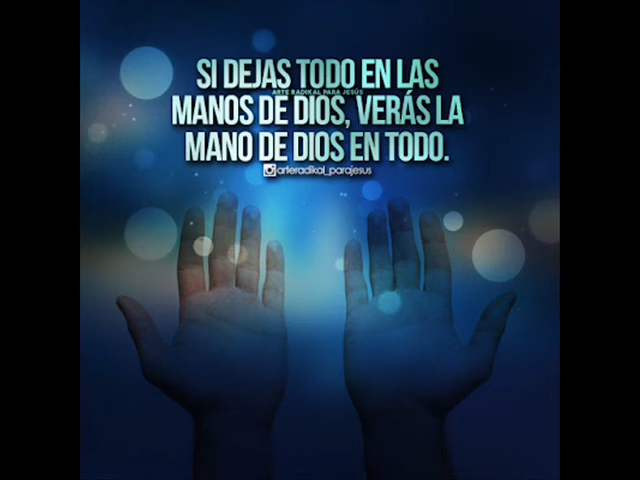 SI DEJAS TODO EN LAS
ARTE RADIKAL PARA JESÚS
MANOS DE DIOS, VERÁS LA
MANO DE DIOS EN TODO.
arteradikal_parajesus